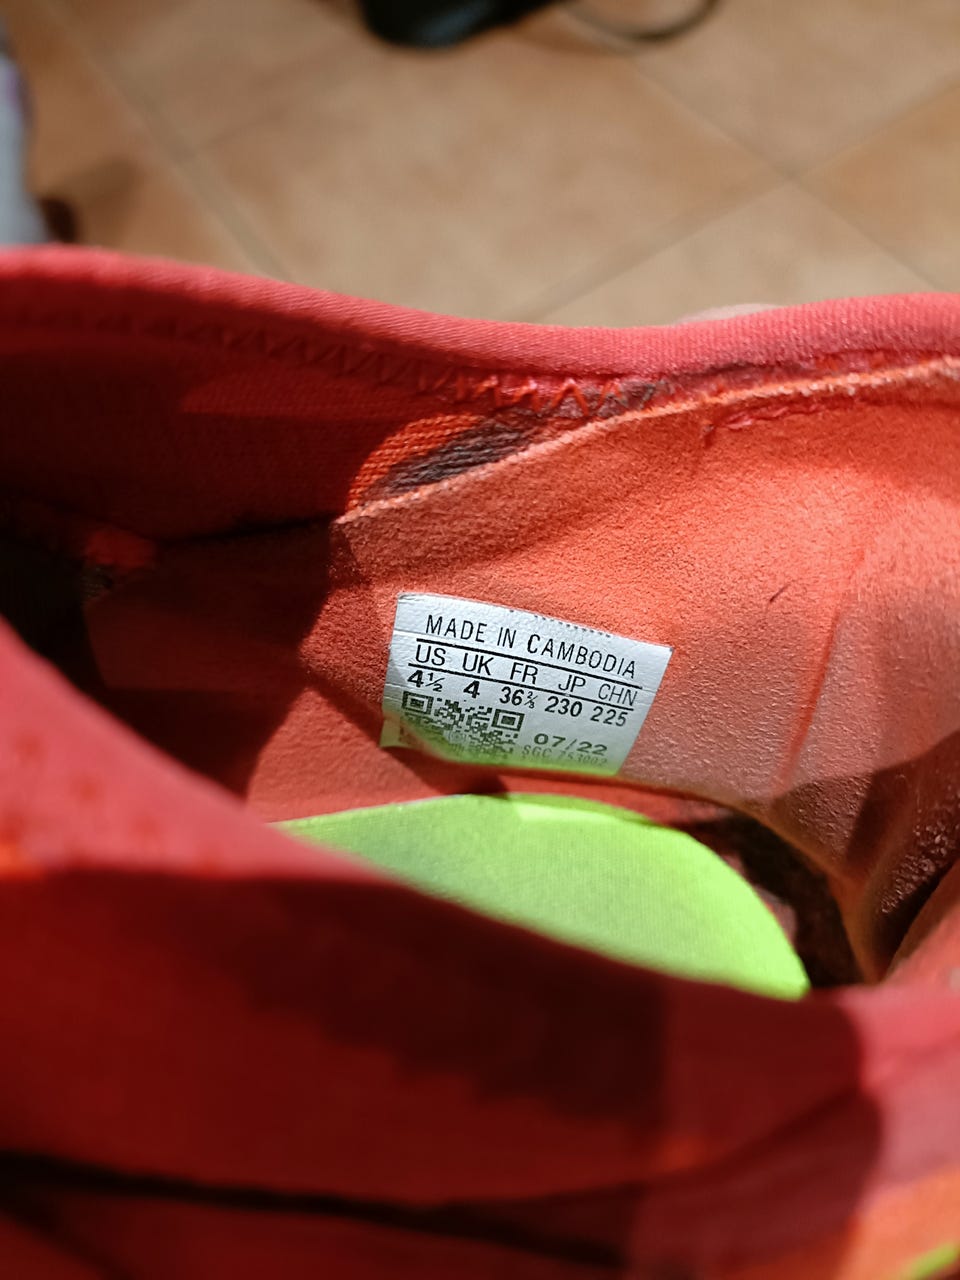 MADE IN CAMBODIA
US UK FR JP CHN
4½ 4 36⅔ 230 225
07/22